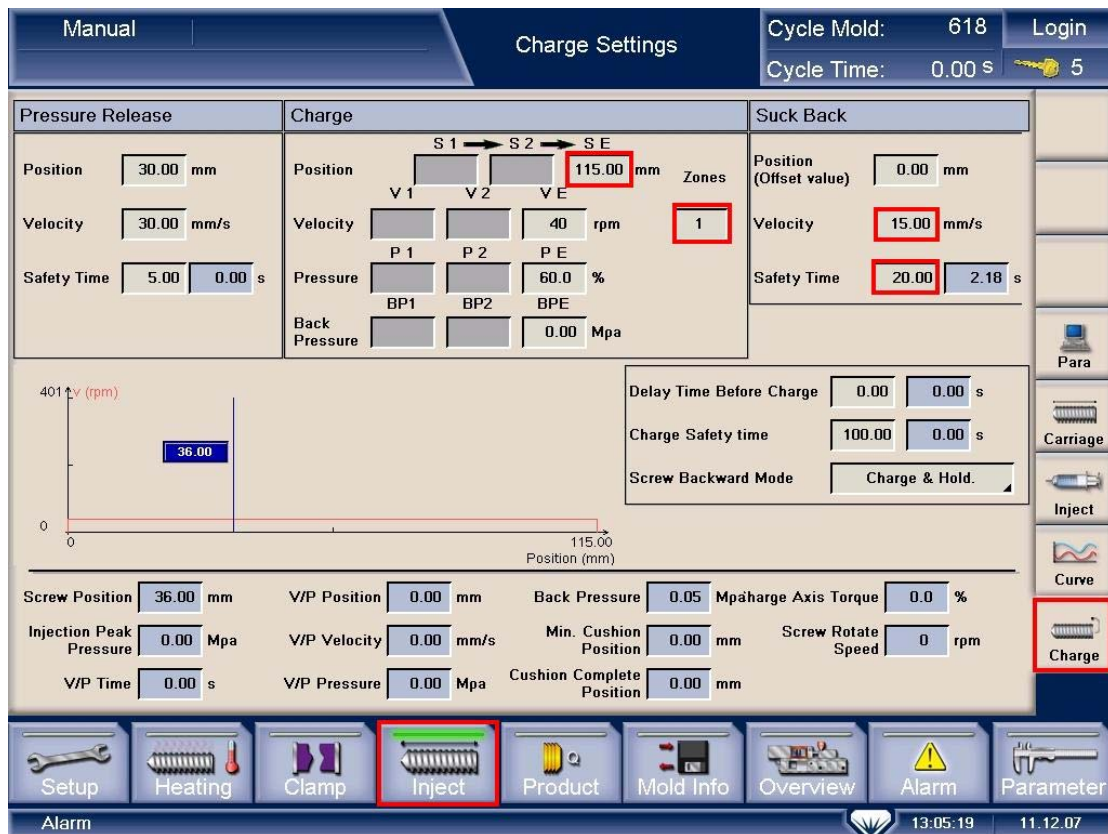 Manual
Charge Settings
Cycle Mold: 618
Login
Cycle Time: 0.00 s
5
Pressure Release
Charge
Suck Back
S 1 S 2 S E
Position 30.00 mm
Position 115.00 mm
Zones
Position
(Offset value) 0.00 mm
V 1 V 2 V E
Velocity 30.00 mm/s
Velocity 40 rpm
1
Velocity 15.00 mm/s
P 1 P 2 P E
Safety Time 5.00 0.00 s
Pressure 60.0 %
Safety Time 20.00 2.18 s
BP1 BP2 BPE
Back
Pressure 0.00 Mpa
Para
401 v (rpm)
36.00
0
0
115.00
Position (mm)
Delay Time Before Charge 0.00 0.00 s
Charge Safety time 100.00 0.00 s
Screw Backward Mode Charge & Hold.
Carriage
Inject
Curve
Charge
Screw Position 36.00 mm
V/P Position 0.00 mm
Back Pressure 0.05 Mpa
harge Axis Torque 0.0 %
Injection Peak
Pressure 0.00 Mpa
V/P Velocity 0.00 mm/s
Min. Cushion
Position 0.00 mm
Screw Rotate
Speed 0 rpm
V/P Time 0.00 s
V/P Pressure 0.00 Mpa
Cushion Complete
Position 0.00 mm
Setup
Heating
Clamp
Inject
Product
Mold Info
Overview
Alarm
Parameter
Alarm
13:05:19
11.12.07